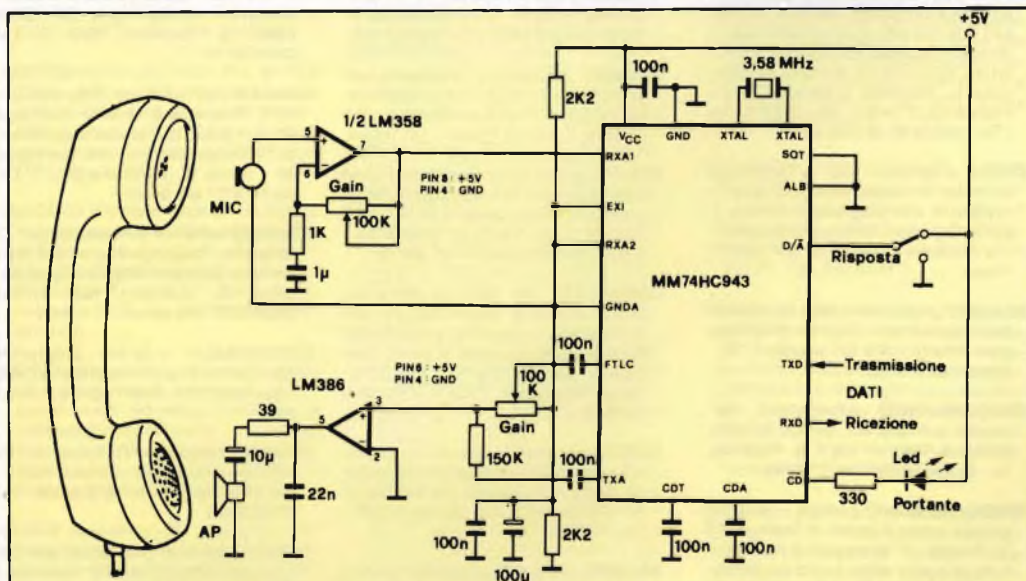 +5V
100n
3,58 MHz
2K2
1/2 LM358
VCC
GND
XTAL
XTAL
5
6
7
PIN 8 : +5V
PIN 4 : GND
RXA1
SOT
ALB
MIC
Gain
100K
1K
1µ
EXI
RXA2
D/A
Risposta
MM74HC943
GNDA
100n
FTLC
PIN 6 : +5V
PIN 4 : GND
100
K
LM386
Gain
TXD
Trasmissione
DATI
39
5
3
2
10µ
150K
100n
RXD
Ricezione
Led
22n
TXA
CD
330
Portante
AP
CDT
CDA
100n
100µ
2K2
100n
100n